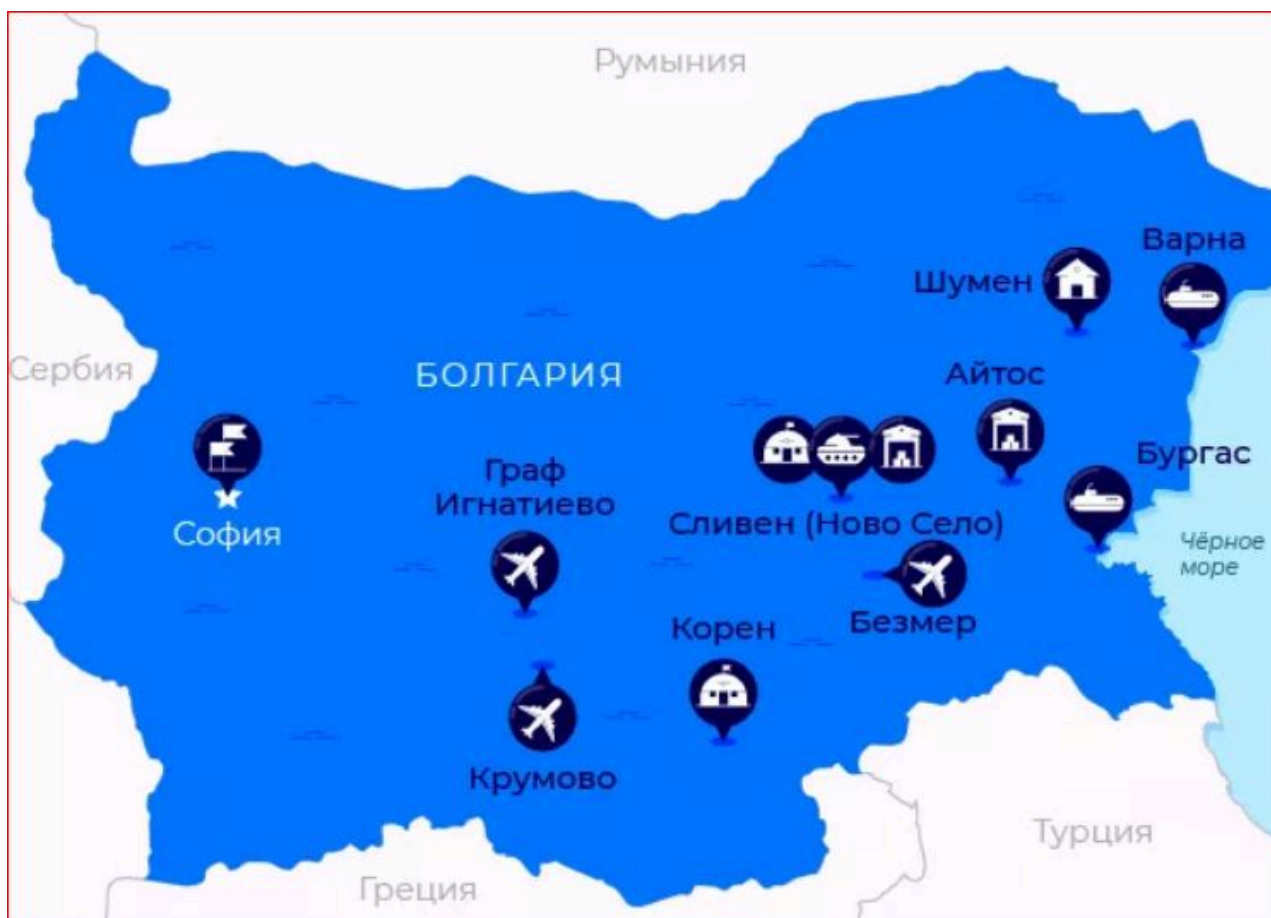 Румыния
Варна
Шумен
Сербия
БОЛГАРИЯ
Айтос
Бургас
Граф
Игнатиево
София
Сливен (Ново Село)
Чёрное
море
Безмер
Корен
Крумово
Турция
Греция